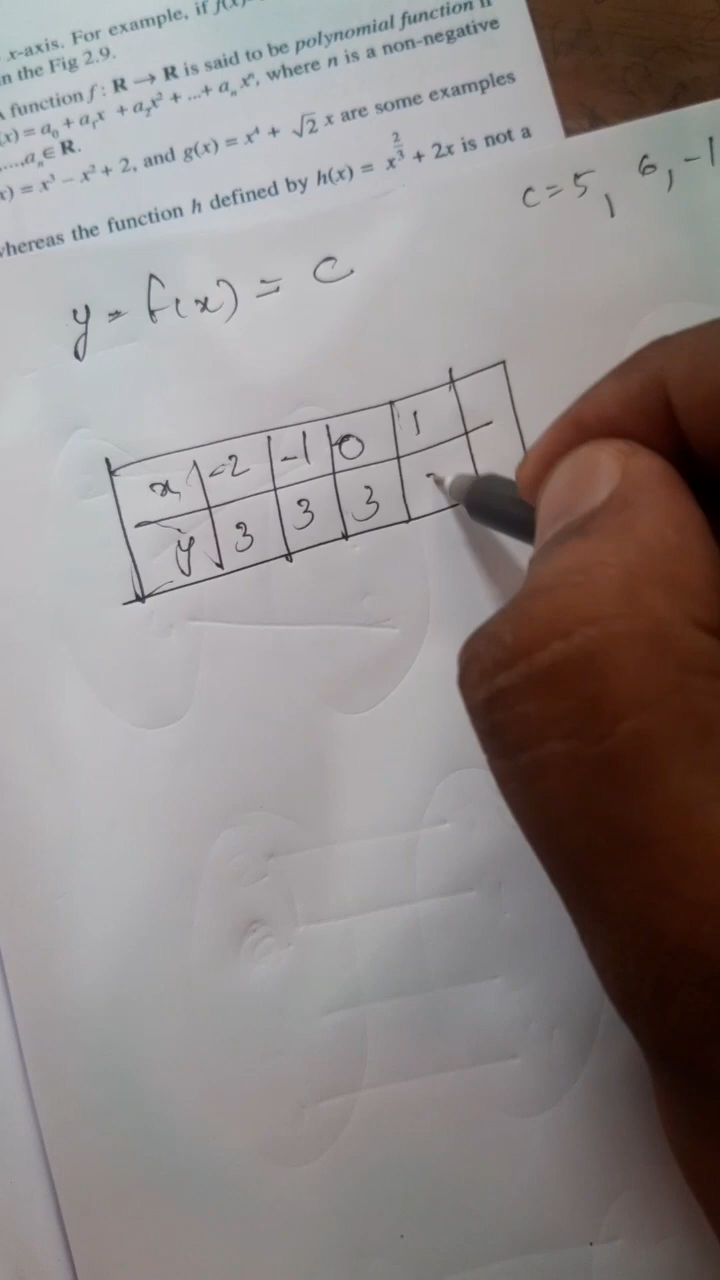 x-axis. For example, if f(x)
n the Fig 2.9.
function f : R → R is said to be polynomial function
(x) = a₀ + a₁x + a₂x² + ...+ aₙ xⁿ, where n is a non-negative
....,aₙ∈ R.
) = x³ – x² + 2, and g(x) = x⁴ + √2 x are some examples
whereas the function h defined by h(x) = x^(2/3) + 2x is not a
c = 5, 6, -1
y = f(x) = c
x -2 -1 0 1
y 3 3 3